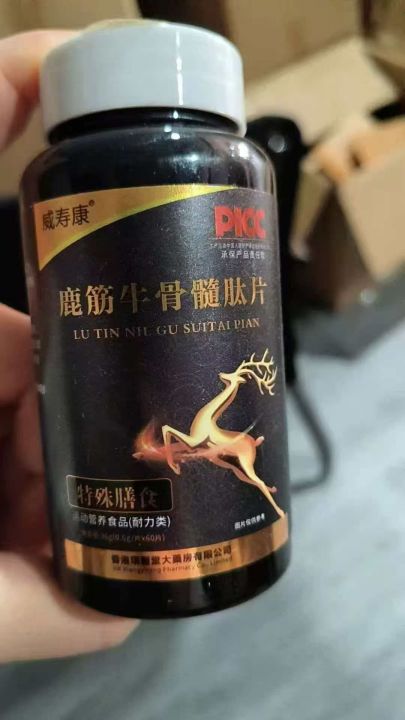 威寿康®
PICC
承保产品责任险
鹿筋牛骨髓肽片
LU TIN NIU GU SUITAI PIAN
特殊膳食
运动营养食品(耐力类)
图片仅供参考